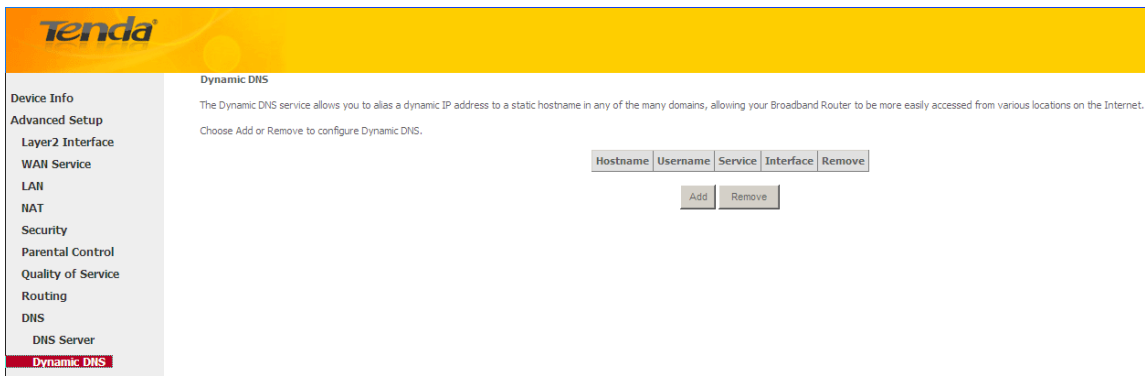 Tenda®
Device Info
Advanced Setup
Layer2 Interface
WAN Service
LAN
NAT
Security
Parental Control
Quality of Service
Routing
DNS
DNS Server
Dynamic DNS
Dynamic DNS
The Dynamic DNS service allows you to alias a dynamic IP address to a static hostname in any of the many domains, allowing your Broadband Router to be more easily accessed from various locations on the Internet.
Choose Add or Remove to configure Dynamic DNS.
Hostname Username Service Interface Remove
Add Remove